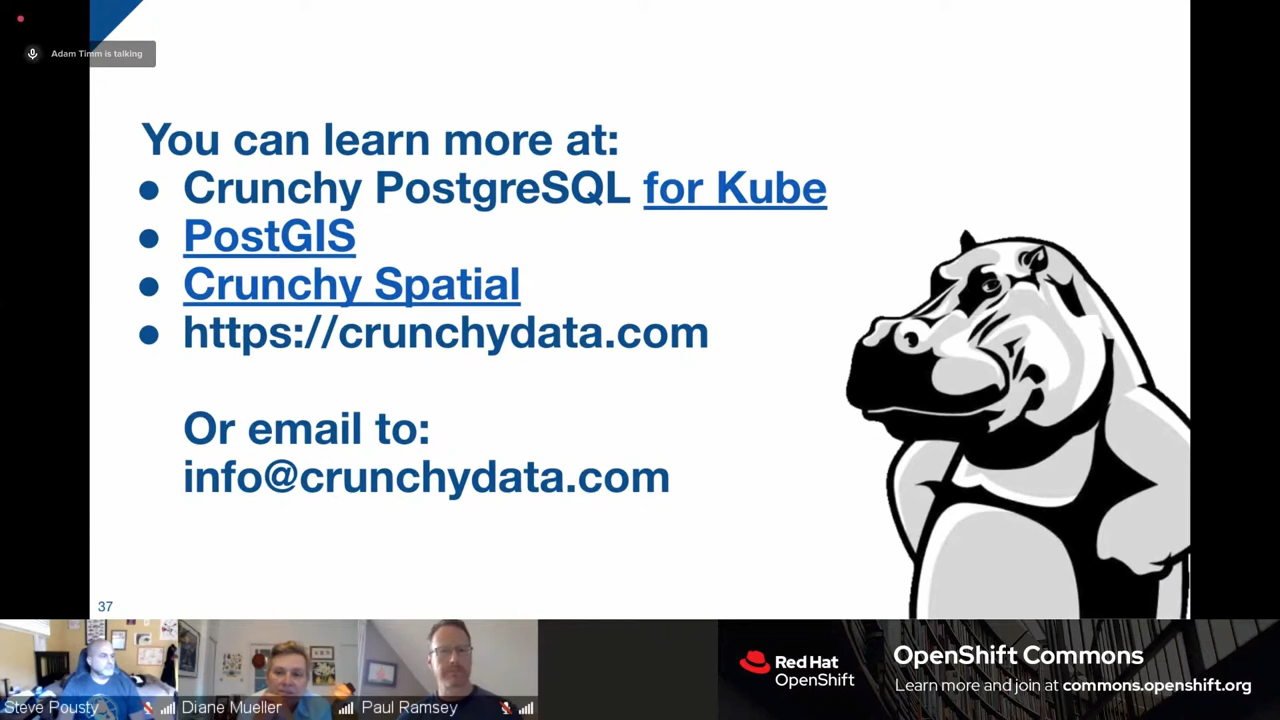 Adam Timm is talking
You can learn more at:
● Crunchy PostgreSQL for Kube
● PostGIS
● Crunchy Spatial
● https://crunchydata.com
Or email to:
info@crunchydata.com
37
Steve Pousty
Diane Mueller
Paul Ramsey
Red Hat
OpenShift
OpenShift Commons
Learn more and join at commons.openshift.org